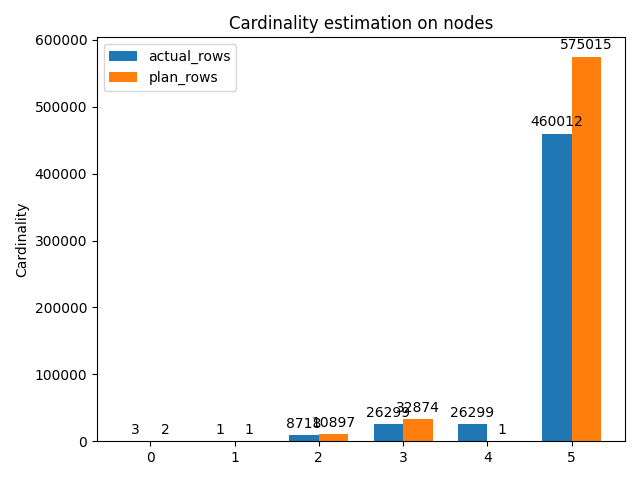 Cardinality estimation on nodes
actual_rows
plan_rows
Cardinality
600000
500000
400000
300000
200000
100000
0
3 2
1 1
8718 10897
26299 32874
26299 1
460012 575015
0 1 2 3 4 5